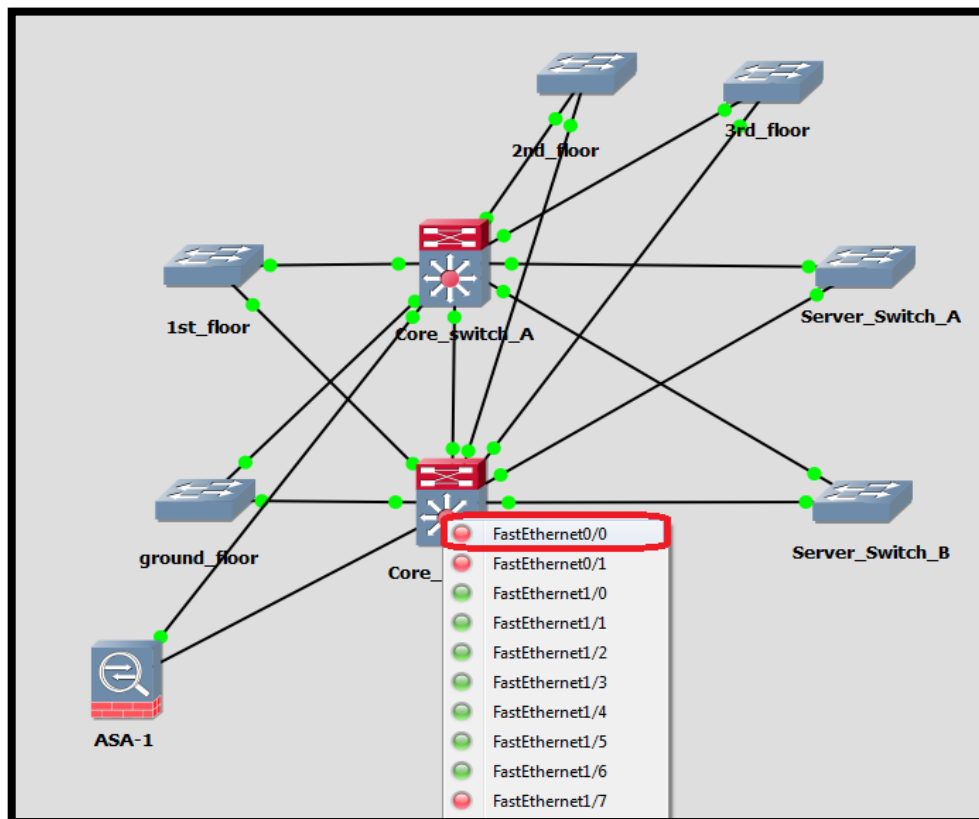 2nd_floor
3rd_floor
1st_floor
Core_switch_A
Server_Switch_A
ground_floor
Core_
Server_Switch_B
ASA-1
FastEthernet0/0
FastEthernet0/1
FastEthernet1/0
FastEthernet1/1
FastEthernet1/2
FastEthernet1/3
FastEthernet1/4
FastEthernet1/5
FastEthernet1/6
FastEthernet1/7